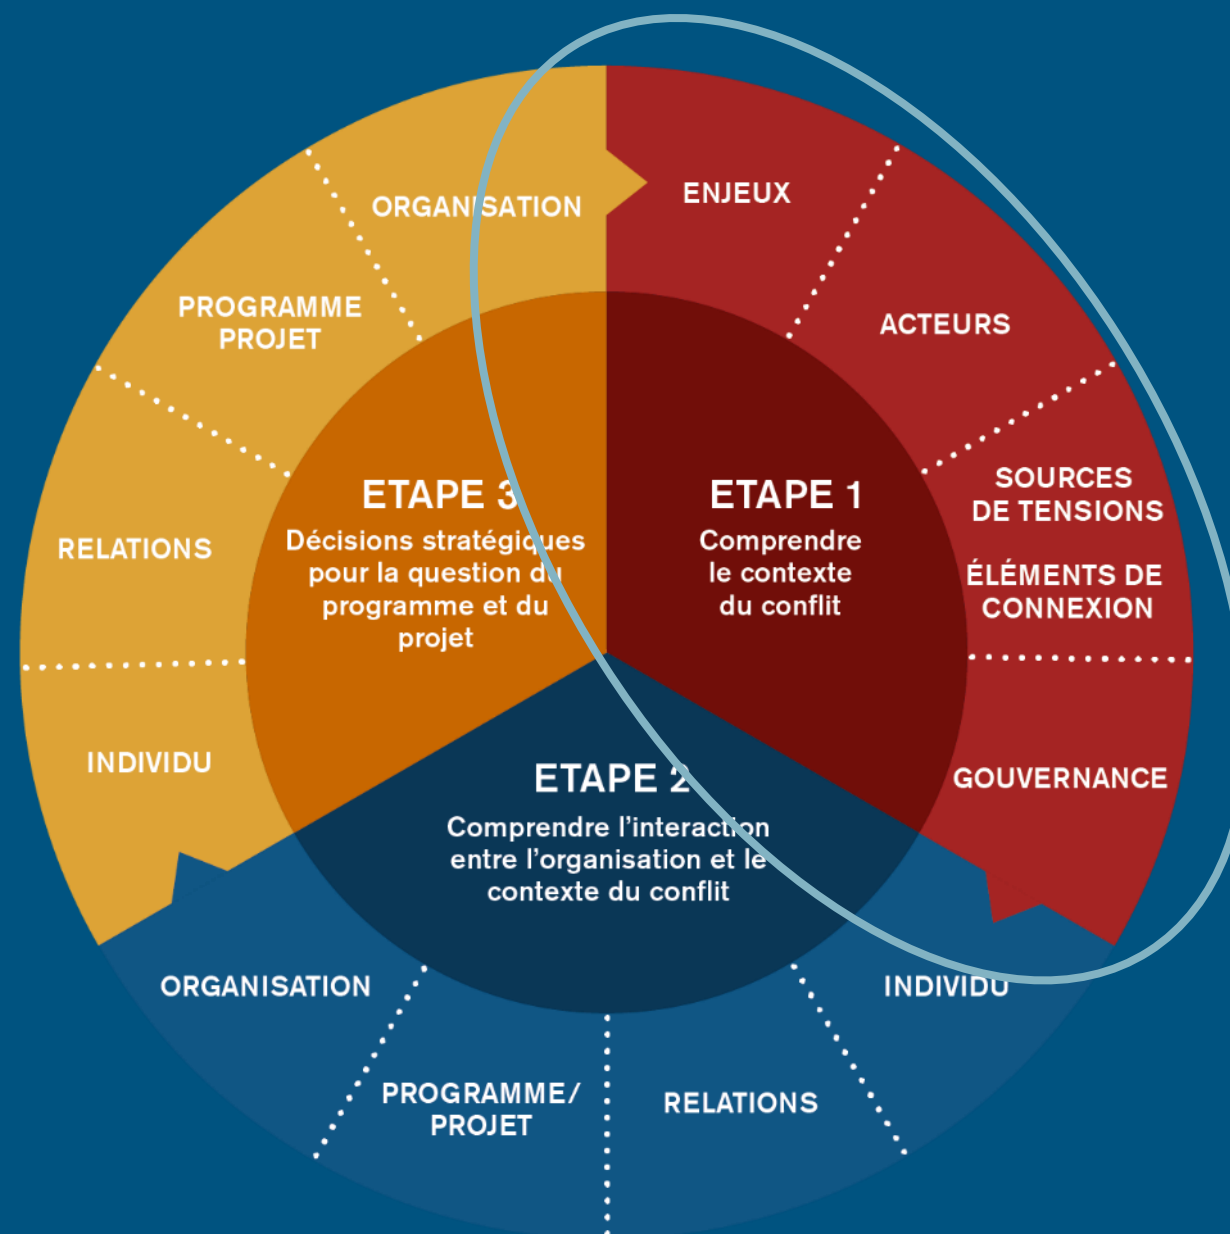 ENJEUX
ACTEURS
SOURCES
DE TENSIONS
ÉLÉMENTS DE
CONNEXION
GOUVERNANCE
ETAPE 1
Comprendre
le contexte
du conflit
INDIVIDU
RELATIONS
PROGRAMME/
PROJET
ORGANISATION
ETAPE 2
Comprendre l’interaction
entre l’organisation et le
contexte du conflit
INDIVIDU
RELATIONS
PROGRAMME
PROJET
ORGANISATION
ETAPE 3
Décisions stratégiques
pour la question du
programme et du
projet